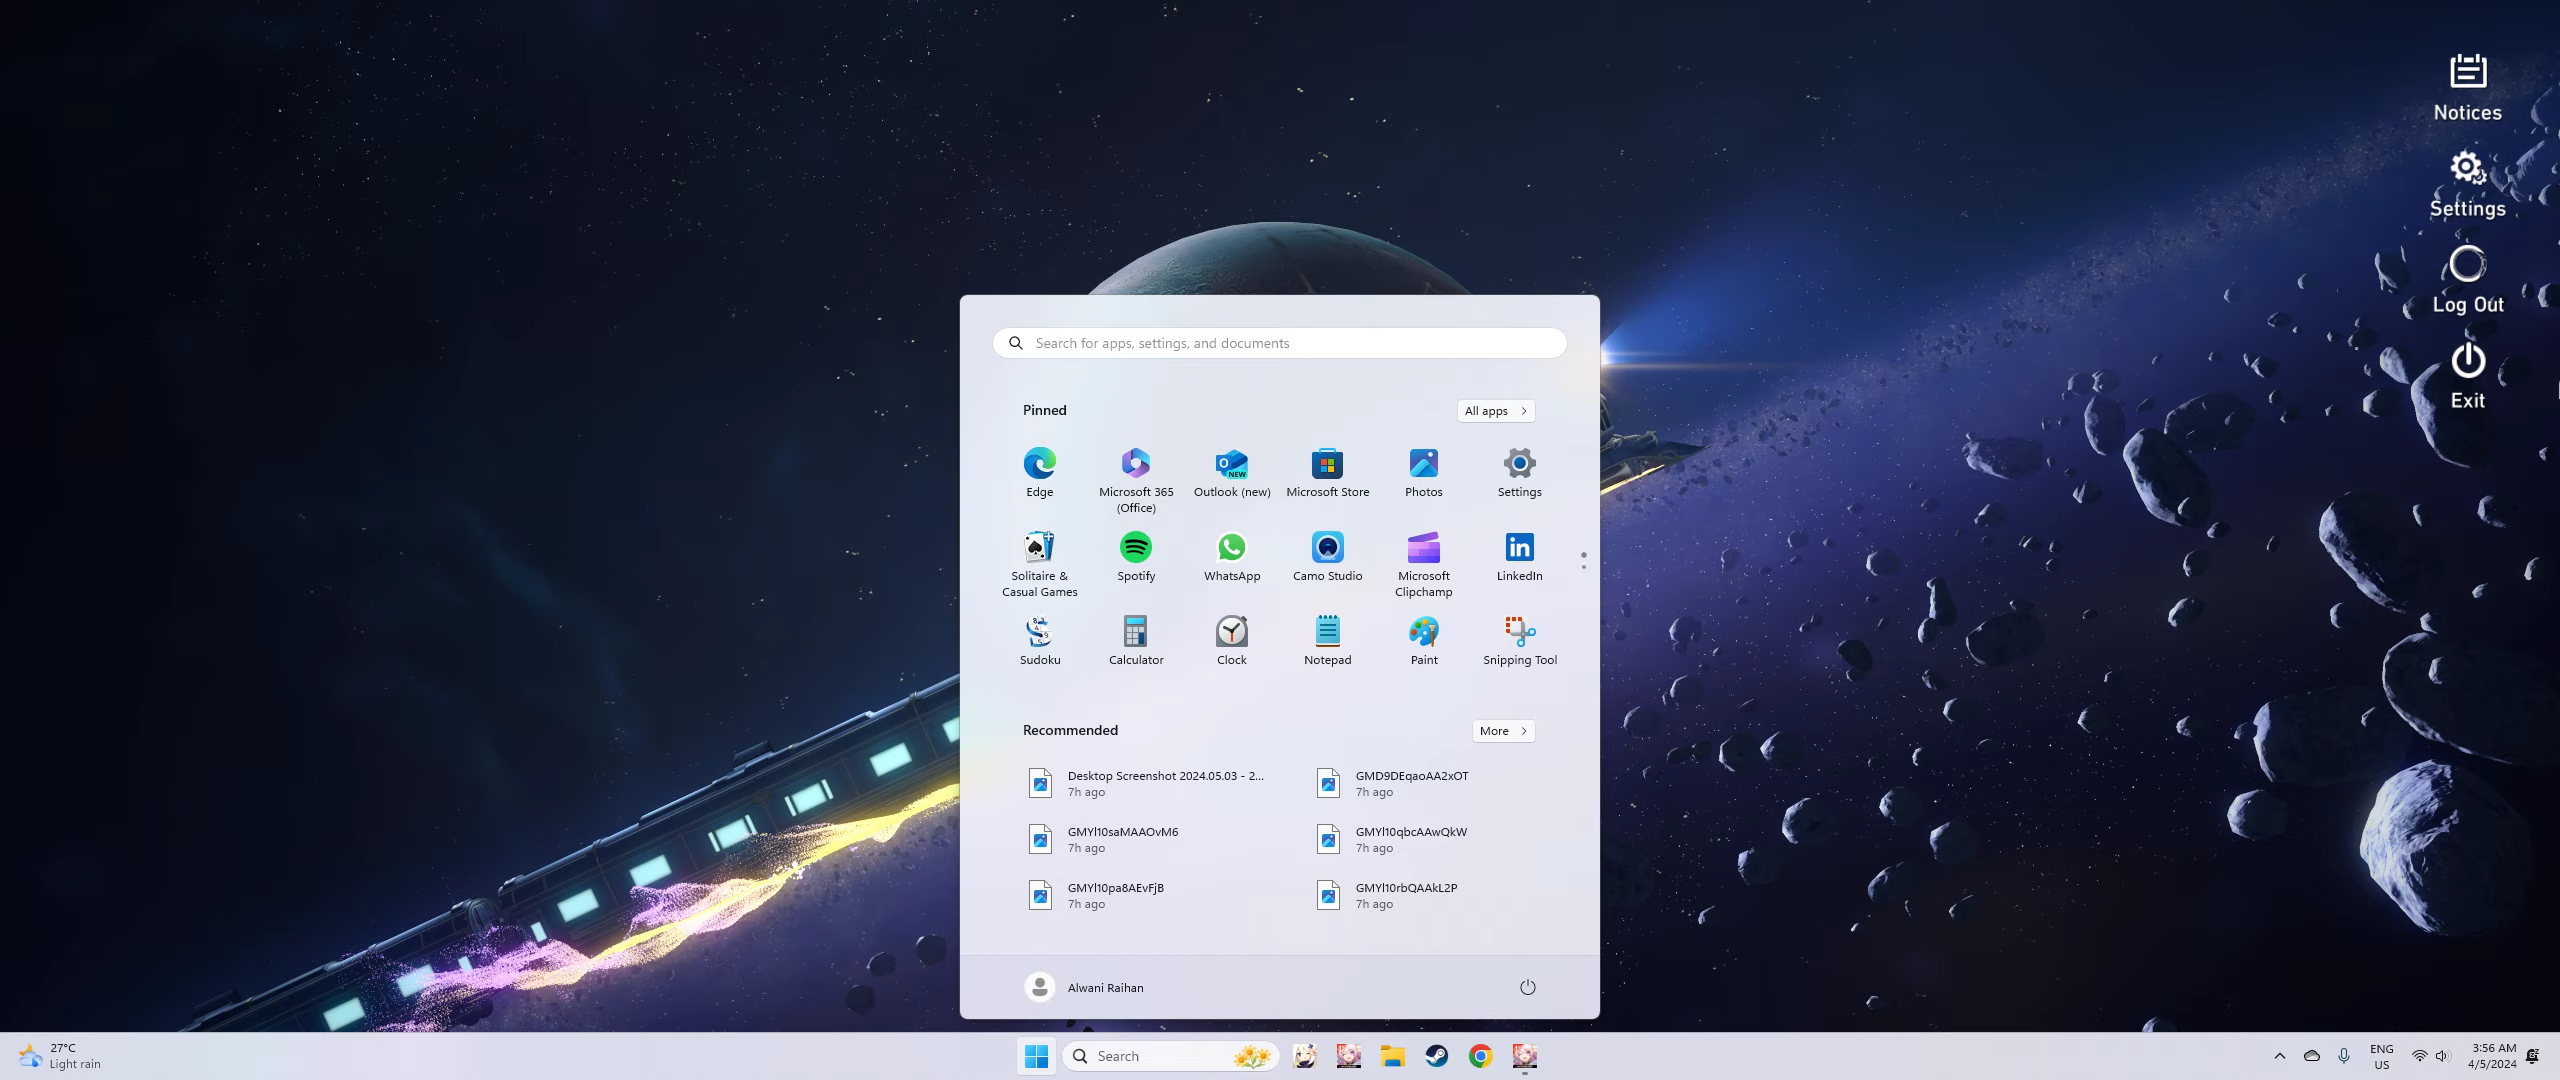 Notices
Settings
Log Out
Exit
Search for apps, settings, and documents
Pinned
All apps
Edge
Microsoft 365
(Office)
Outlook (new)
NEW
Microsoft Store
Photos
Settings
Solitaire &
Casual Games
Spotify
WhatsApp
Camo Studio
Microsoft
Clipchamp
LinkedIn
Sudoku
Calculator
Clock
Notepad
Paint
Snipping Tool
Recommended
More
Desktop Screenshot 2024.05.03 - 2...
7h ago
GMD9DEqaoAA2xOT
7h ago
GMYl10saMAAOvM6
7h ago
GMYl10qbcAAwQkW
7h ago
GMYl10pa8AEvFjB
7h ago
GMYl10rbQAAkL2P
7h ago
Alwani Raihan
27°C
Light rain
Search
ENG
US
3:56 AM
4/5/2024